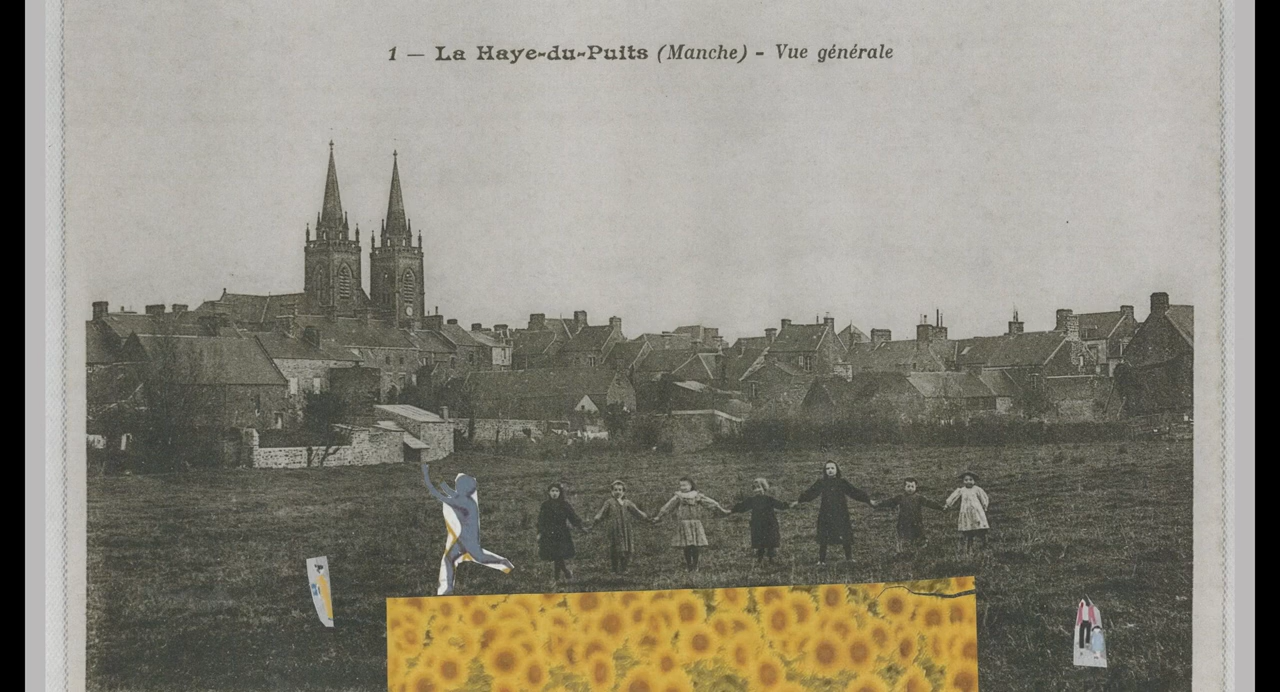 1 — La Haye-du-Puits (Manche) - Vue générale